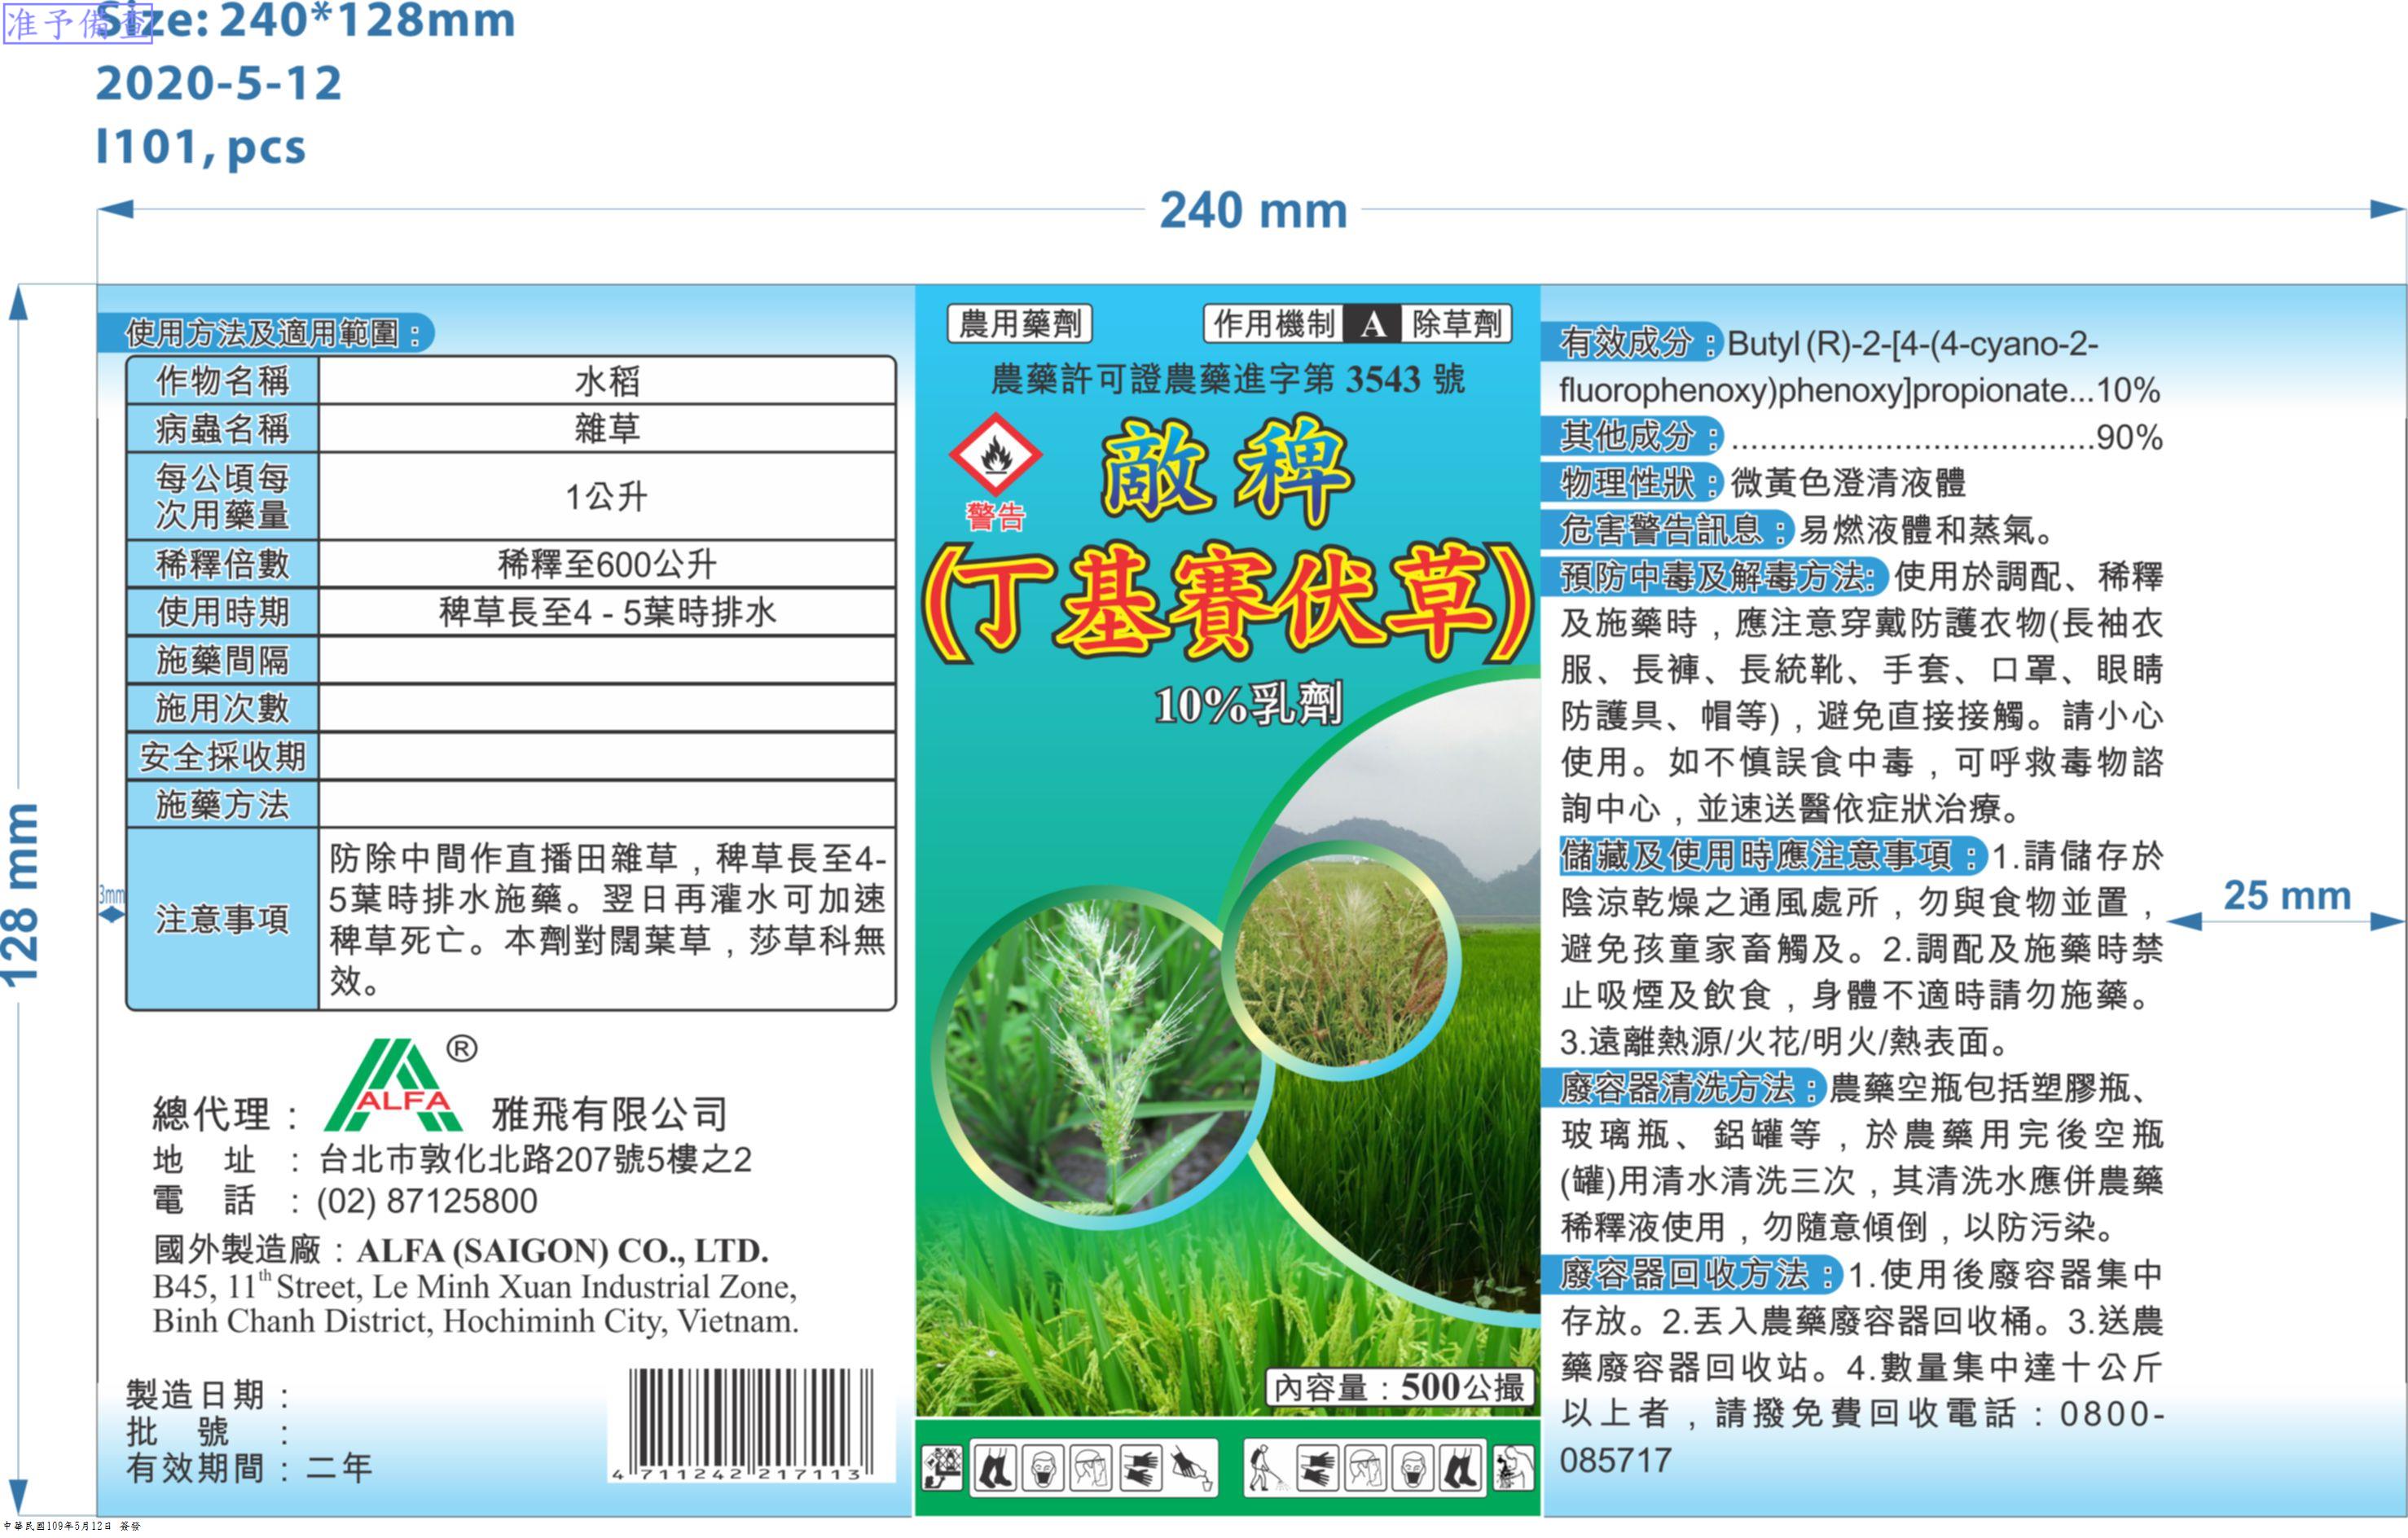 准予備查
Size: 240*128mm
2020-5-12
I101, pcs
240 mm
128 mm
3mm
25 mm
使用方法及適用範圍：
作物名稱 水稻
病蟲名稱 雜草
每公頃每
次用藥量
1公升
稀釋倍數 稀釋至600公升
使用時期 稗草長至4 - 5葉時排水
施藥間隔
施用次數
安全採收期
施藥方法
注意事項
防除中間作直播田雜草，稗草長至4-
5葉時排水施藥。翌日再灌水可加速
稗草死亡。本劑對闊葉草，莎草科無
效。
ALFA ®
總代理： 雅飛有限公司
地 址 ：台北市敦化北路207號5樓之2
電 話 ：(02) 87125800
國外製造廠：ALFA (SAIGON) CO., LTD.
B45, 11th Street, Le Minh Xuan Industrial Zone,
Binh Chanh District, Hochiminh City, Vietnam.
製造日期：
批 號 ：
有效期間：二年
4 711242 217113
農用藥劑
作用機制 A 除草劑
農藥許可證農藥進字第 3543 號
警告
敵稗
(丁基賽伏草)
10%乳劑
內容量：500公撮
有效成分：Butyl (R)-2-[4-(4-cyano-2-
fluorophenoxy)phenoxy]propionate...10%
其他成分：......................................90%
物理性狀：微黃色澄清液體
危害警告訊息：易燃液體和蒸氣。
預防中毒及解毒方法:使用於調配、稀釋
及施藥時，應注意穿戴防護衣物(長袖衣
服、長褲、長統靴、手套、口罩、眼睛
防護具、帽等)，避免直接接觸。請小心
使用。如不慎誤食中毒，可呼救毒物諮
詢中心，並速送醫依症狀治療。
儲藏及使用時應注意事項：1.請儲存於
陰涼乾燥之通風處所，勿與食物並置，
避免孩童家畜觸及。2.調配及施藥時禁
止吸煙及飲食，身體不適時請勿施藥。
3.遠離熱源/火花/明火/熱表面。
廢容器清洗方法：農藥空瓶包括塑膠瓶、
玻璃瓶、鋁罐等，於農藥用完後空瓶
(罐)用清水清洗三次，其清洗水應併農藥
稀釋液使用，勿隨意傾倒，以防污染。
廢容器回收方法：1.使用後廢容器集中
存放。2.丟入農藥廢容器回收桶。3.送農
藥廢容器回收站。4.數量集中達十公斤
以上者，請撥免費回收電話：0800-
085717
中華民國109年5月12日 簽發